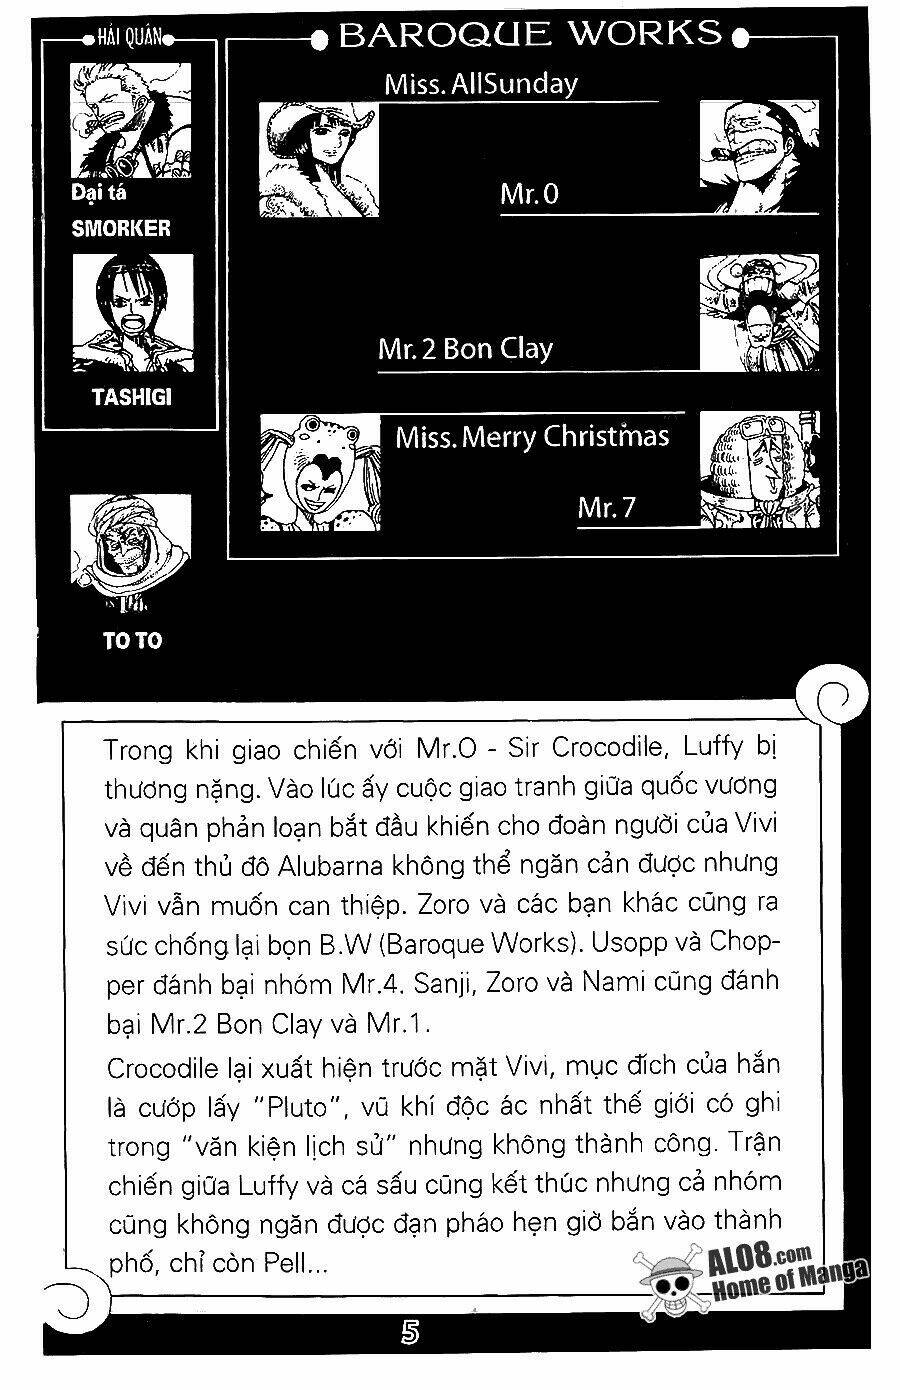 HẢI QUÂN
Đại tá
SMORKER
TASHIGI
TO TO
BAROQUE WORKS
Miss. AllSunday
Mr. 0
Mr. 2 Bon Clay
Miss. Merry Christmas
Mr. 7
Trong khi giao chiến với Mr.O - Sir Crocodile, Luffy bị
thương nặng. Vào lúc ấy cuộc giao tranh giữa quốc vương
và quân phản loạn bắt đầu khiến cho đoàn người của Vivi
về đến thủ đô Alubarna không thể ngăn cản được nhưng
Vivi vẫn muốn can thiệp. Zoro và các bạn khác cũng ra
sức chống lại bọn B.W (Baroque Works). Usopp và Chop-
per đánh bại nhóm Mr.4. Sanji, Zoro và Nami cũng đánh
bại Mr.2 Bon Clay và Mr.1.
Crocodile lại xuất hiện trước mặt Vivi, mục đích của hắn
là cướp lấy "Pluto", vũ khí độc ác nhất thế giới có ghi
trong "văn kiện lịch sử" nhưng không thành công. Trận
chiến giữa Luffy và cá sấu cũng kết thúc nhưng cả nhóm
cũng không ngăn được đạn pháo hẹn giờ bắn vào thành
phố, chỉ còn Pell...
ALO8.com
Home of Manga
5